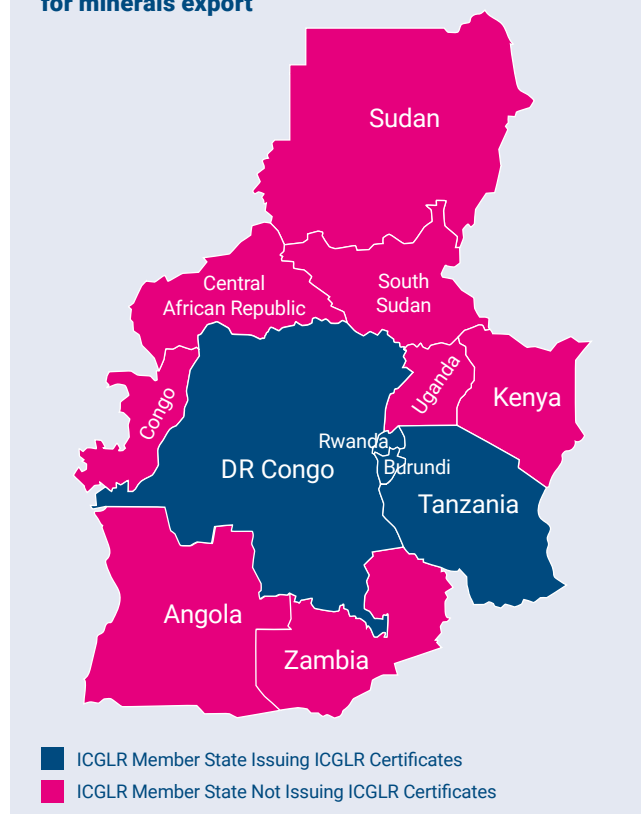 for minerals export
Sudan
Central
African Republic
South
Sudan
Uganda
Kenya
Congo
Rwanda
DR Congo
Burundi
Tanzania
Angola
Zambia
ICGLR Member State Issuing ICGLR Certificates
ICGLR Member State Not Issuing ICGLR Certificates